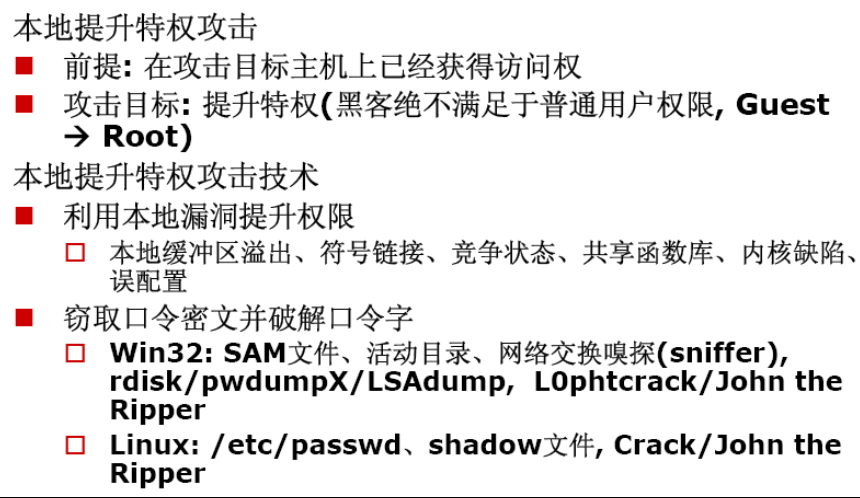 本地提升特权攻击
前提: 在攻击目标主机上已经获得访问权
攻击目标: 提升特权(黑客绝不满足于普通用户权限, Guest
→ Root)
本地提升特权攻击技术
利用本地漏洞提升权限
本地缓冲区溢出、符号链接、竞争状态、共享函数库、内核缺陷、
误配置
窃取口令密文并破解口令字
Win32: SAM文件、活动目录、网络交换嗅探(sniffer),
rdisk/pwdumpX/LSAdump, L0phtcrack/John the
Ripper
Linux: /etc/passwd、shadow文件, Crack/John the
Ripper